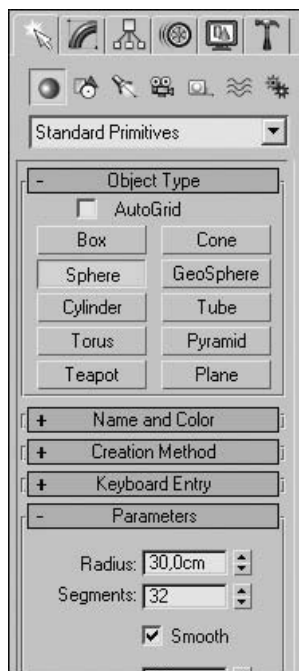 Standard Primitives
- Object Type
AutoGrid
Box Cone
Sphere GeoSphere
Cylinder Tube
Torus Pyramid
Teapot Plane
+ Name and Color
+ Creation Method
+ Keyboard Entry
- Parameters
Radius: 30,0cm
Segments: 32
Smooth